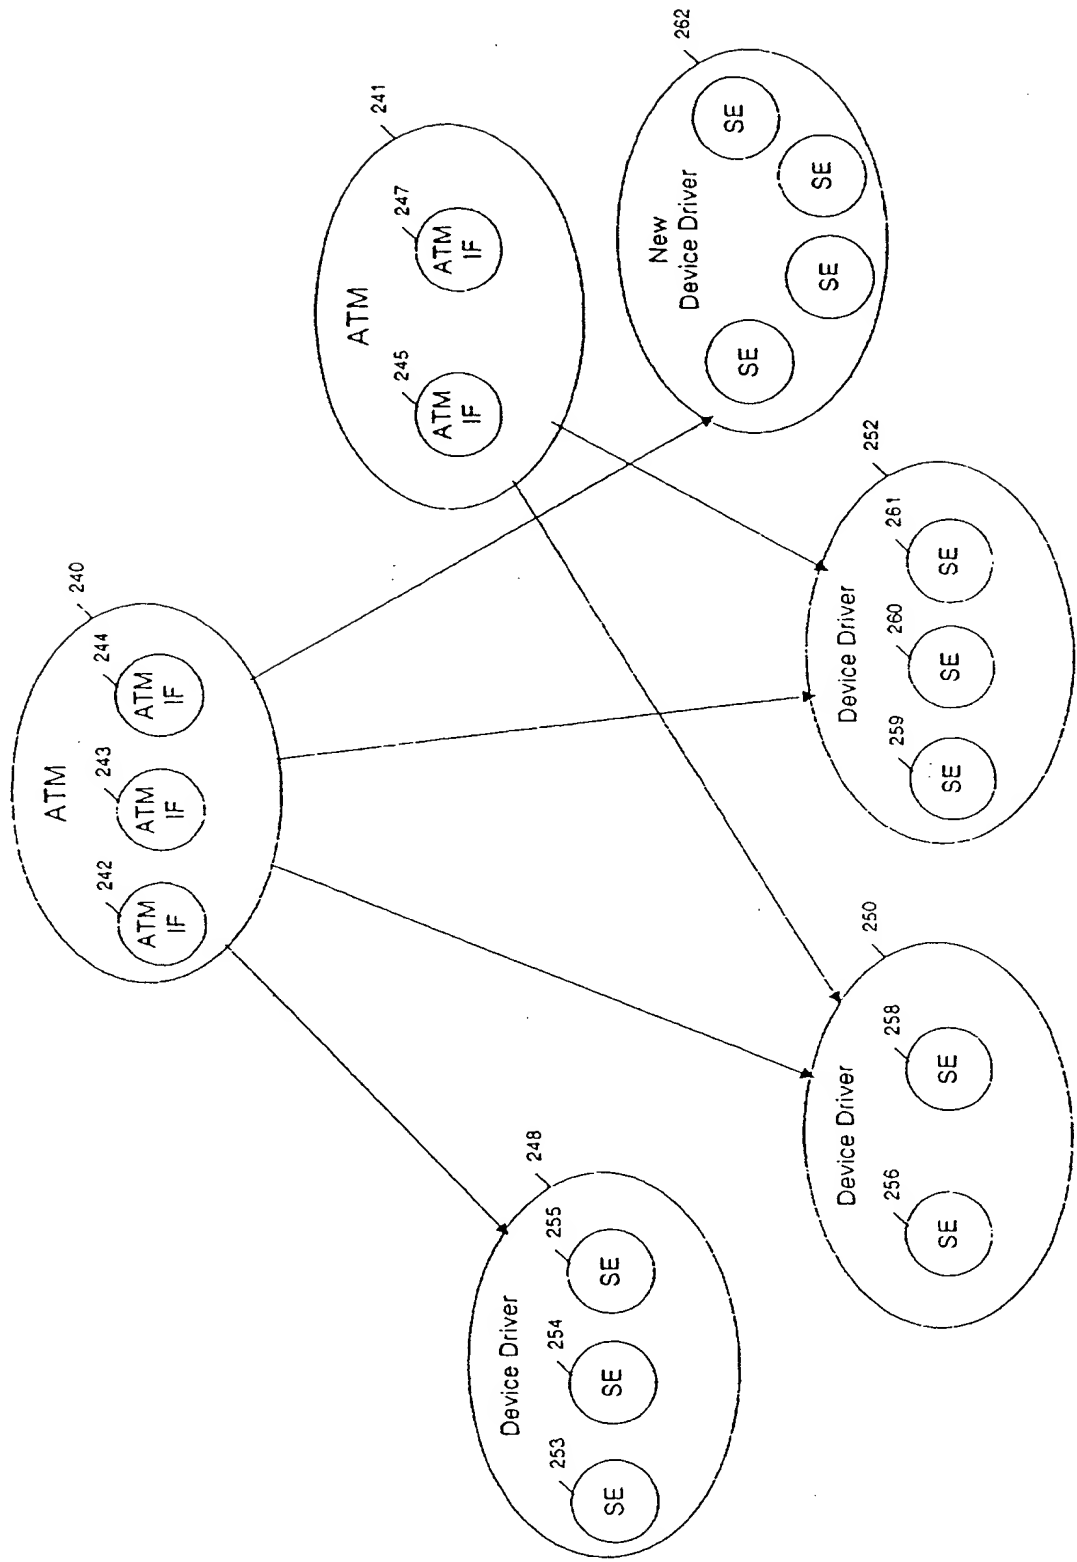 240
ATM
242
ATM
IF
243
ATM
IF
244
ATM
IF
241
ATM
245
ATM
IF
247
ATM
IF
248
Device Driver
253
SE
254
SE
255
SE
250
Device Driver
256
SE
258
SE
252
Device Driver
259
SE
260
SE
261
SE
262
New
Device Driver
SE
SE
SE
SE